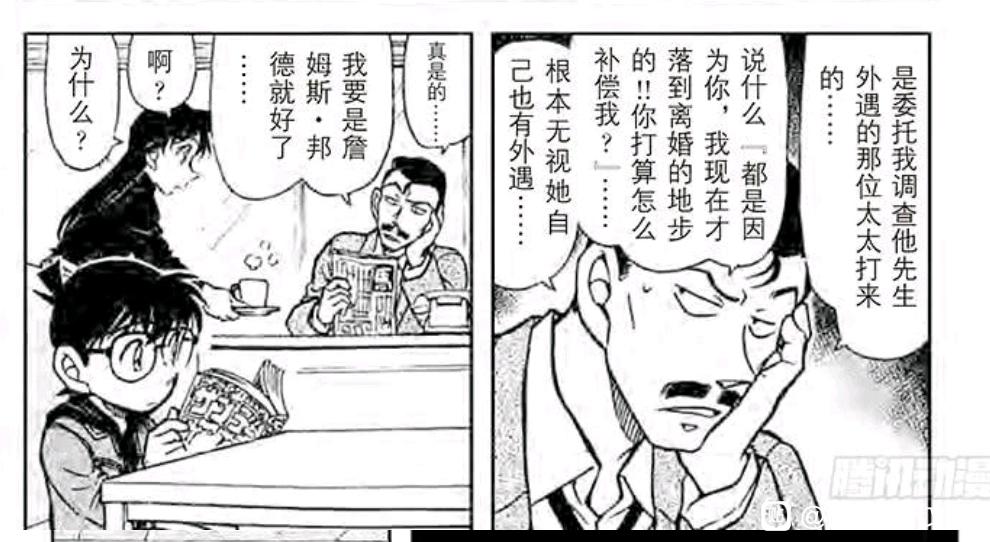 是委托我调查他先生
外遇的那位太太打来
的……
说什么『都是因
为你，我现在才
落到离婚的地步
的!!你打算怎么
补偿我？』……
根本无视她自
己也有外遇……
真是的……
我要是詹
姆斯·邦
德就好了
……
啊？
为什么？
腾讯动漫